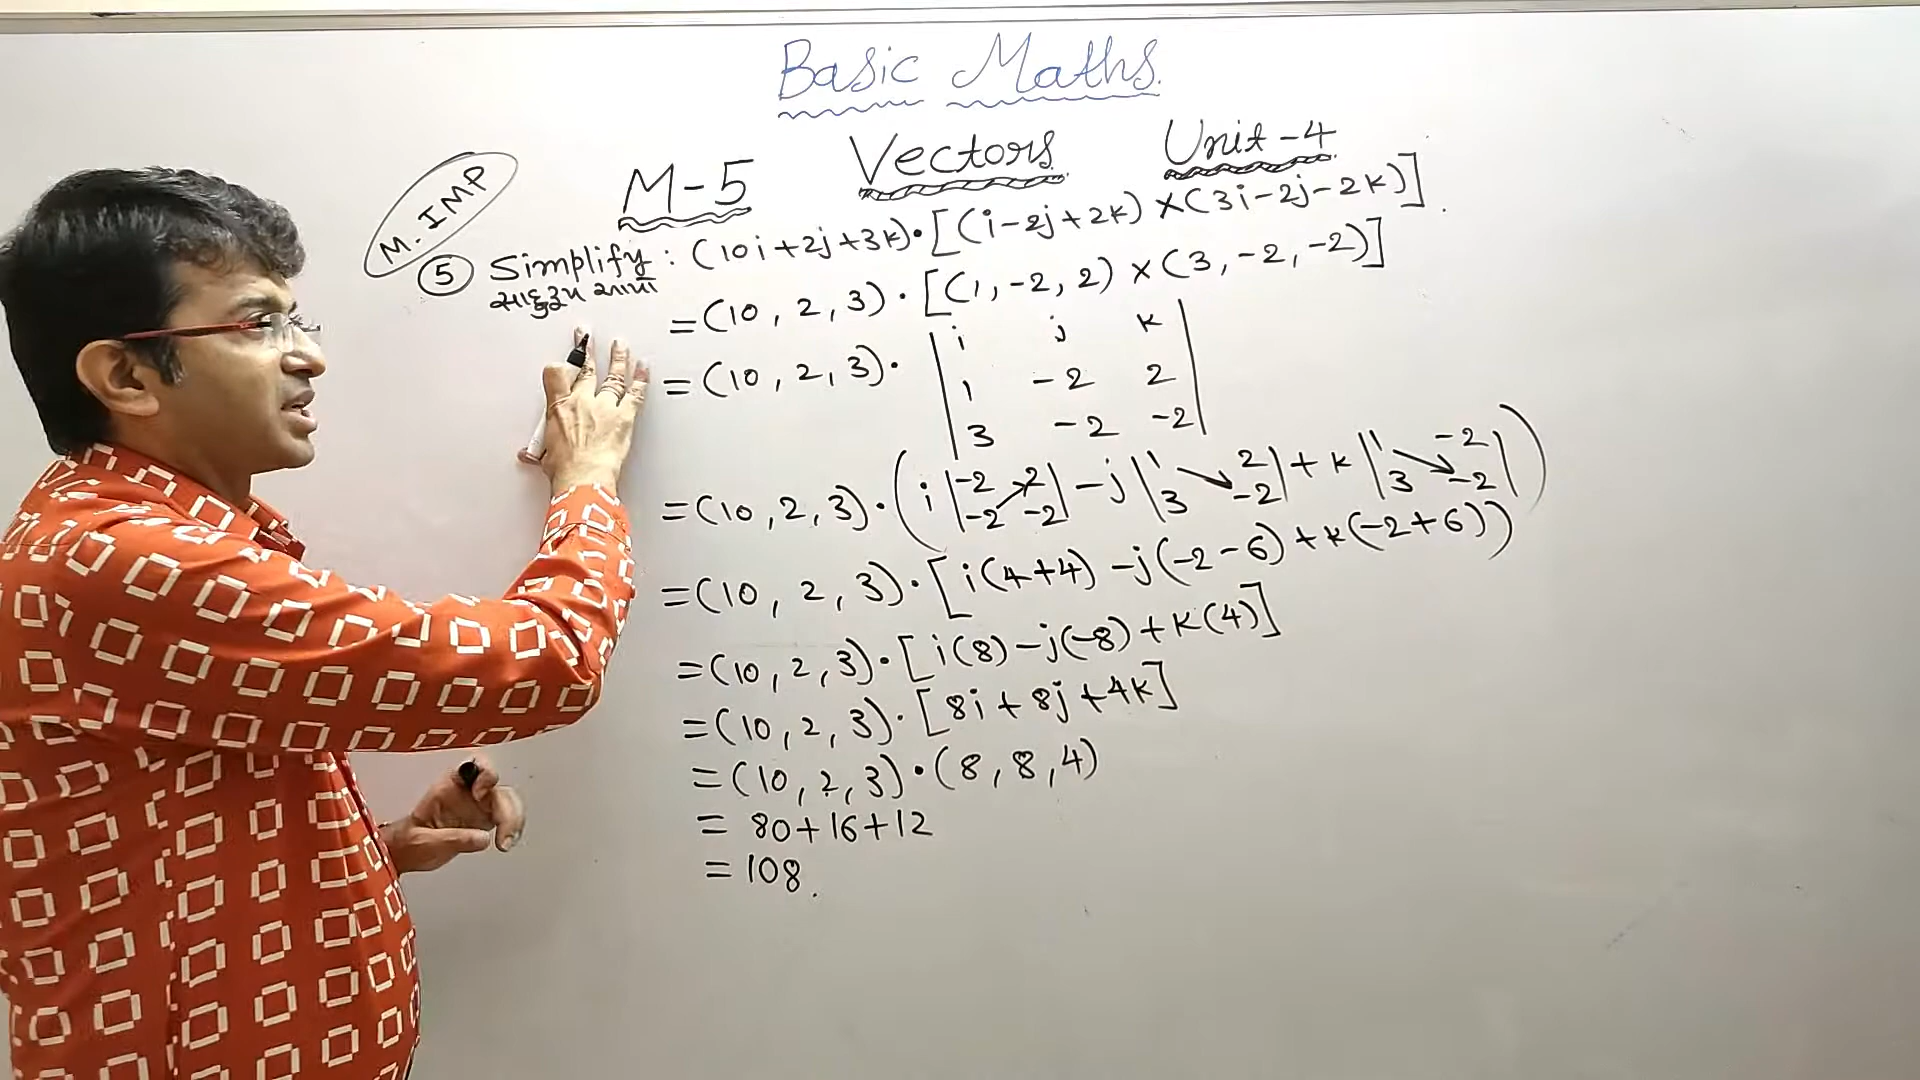 Basic Maths.
M-5 Vectors Unit-4
M. IMP
5 Simplify : (10i+2j+3k)•[(i-2j+2k)×(3i-2j-2k)].
સાદુરૂપ આપો
=(10, 2, 3)•[(1, -2, 2)×(3, -2, -2)]
=(10, 2, 3)• | i j k |
| 1 -2 2 |
| 3 -2 -2 |
=(10, 2, 3)•( i |-2 2| -j |1 2| + k |1 -2| )
|-2 -2| |3 -2| |3 -2|
=(10, 2, 3)•[i(4+4) -j(-2-6)+k(-2+6))
=(10, 2, 3)•[i(8)-j(-8)+k(4)]
=(10, 2, 3)•[8i+8j+4k]
=(10, 2, 3)•(8, 8, 4)
= 80+16+12
= 108.